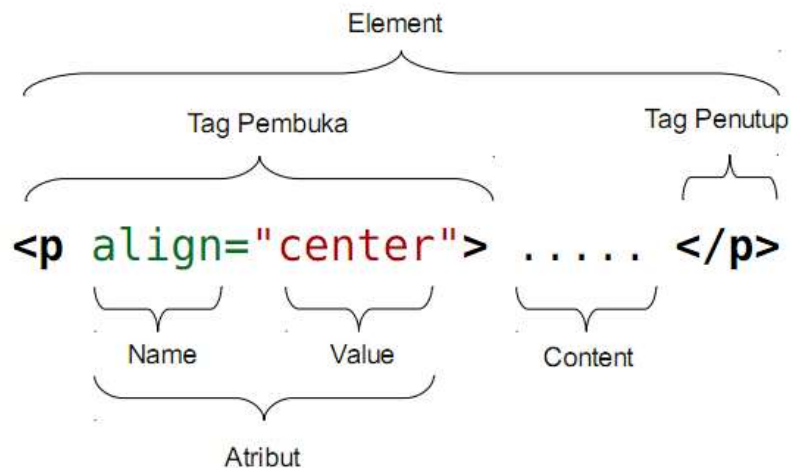 Element
Tag Pembuka
Tag Penutup
<p align="center"> ..... </p>
Name
Value
Content
Atribut